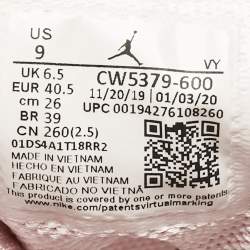 US
9
VY
UK 6.5
EUR 40.5
cm 26
BR 39
CN 260(2.5)
CW5379-600
11/20/19 01/03/20
UPC 00194276108260
01DS4A1T18RR2
MADE IN VIETNAM
HECHO EN VIETNAM
FABRIQUÉ AU VIETNAM
FABRICADO NO VIETNAM
This product is covered by one or more patents
see www.nike.com/patentsvirtualmarking